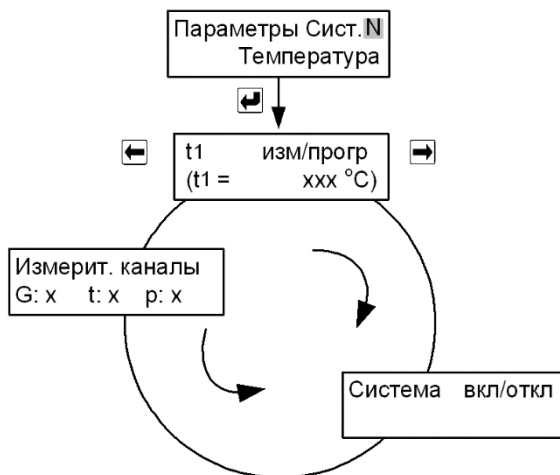 Параметры Сист.N
Температура
t1 изм/прогр
(t1 = xxx °C)
Измерит. каналы
G: x t: x p: x
Система вкл/откл